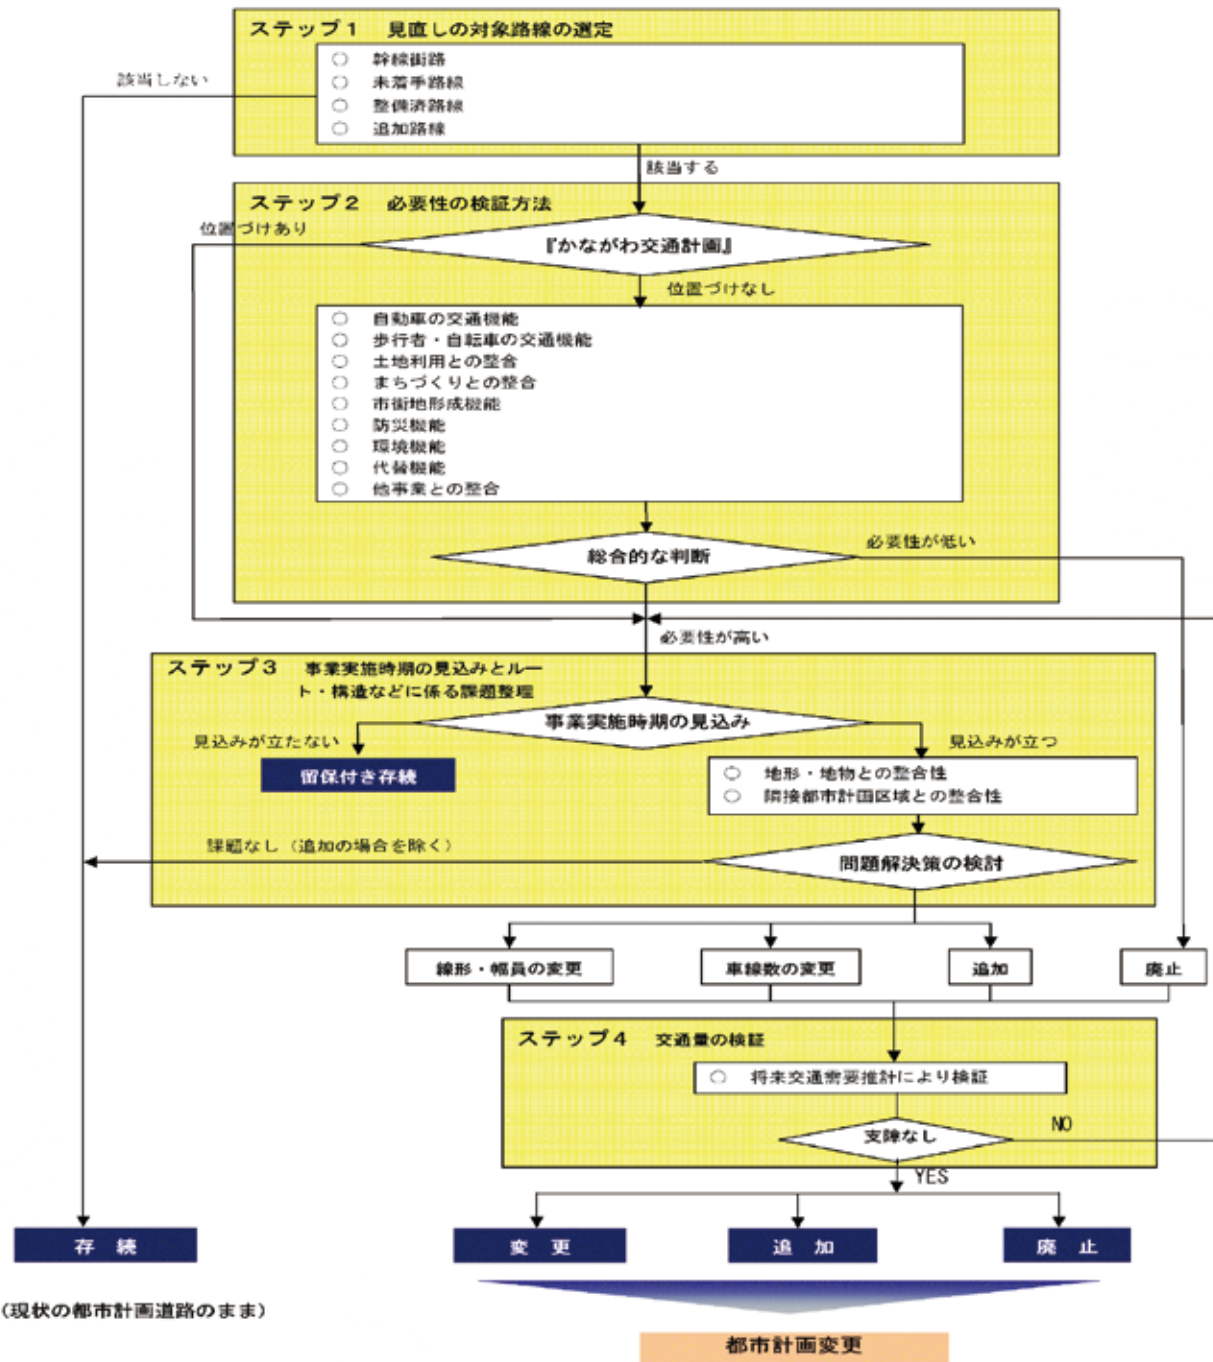 ステップ1 見直しの対象路線の選定
○ 幹線街路
○ 未着手路線
○ 整備済路線
○ 追加路線
該当しない
該当する
ステップ2 必要性の検証方法
位置づけあり
『かながわ交通計画』
位置づけなし
○ 自動車の交通機能
○ 歩行者・自転車の交通機能
○ 土地利用との整合
○ まちづくりとの整合
○ 市街地形成機能
○ 防災機能
○ 環境機能
○ 代替機能
○ 他事業との整合
総合的な判断
必要性が低い
必要性が高い
ステップ3 事業実施時期の見込みとルー
ト・構造などに係る課題整理
事業実施時期の見込み
見込みが立たない
見込みが立つ
留保付き存続
○ 地形・地物との整合性
○ 隣接都市計国区域との整合性
課題なし(追加の場合を除く)
問題解決策の検討
線形・幅員の変更
車線数の変更
追加
廃止
ステップ4 交通量の検証
○ 将来交通需要推計により検証
支障なし
NO
YES
存 続
変 更
追 加
廃 止
(現状の都市計画道路のまま)
都市計画変更